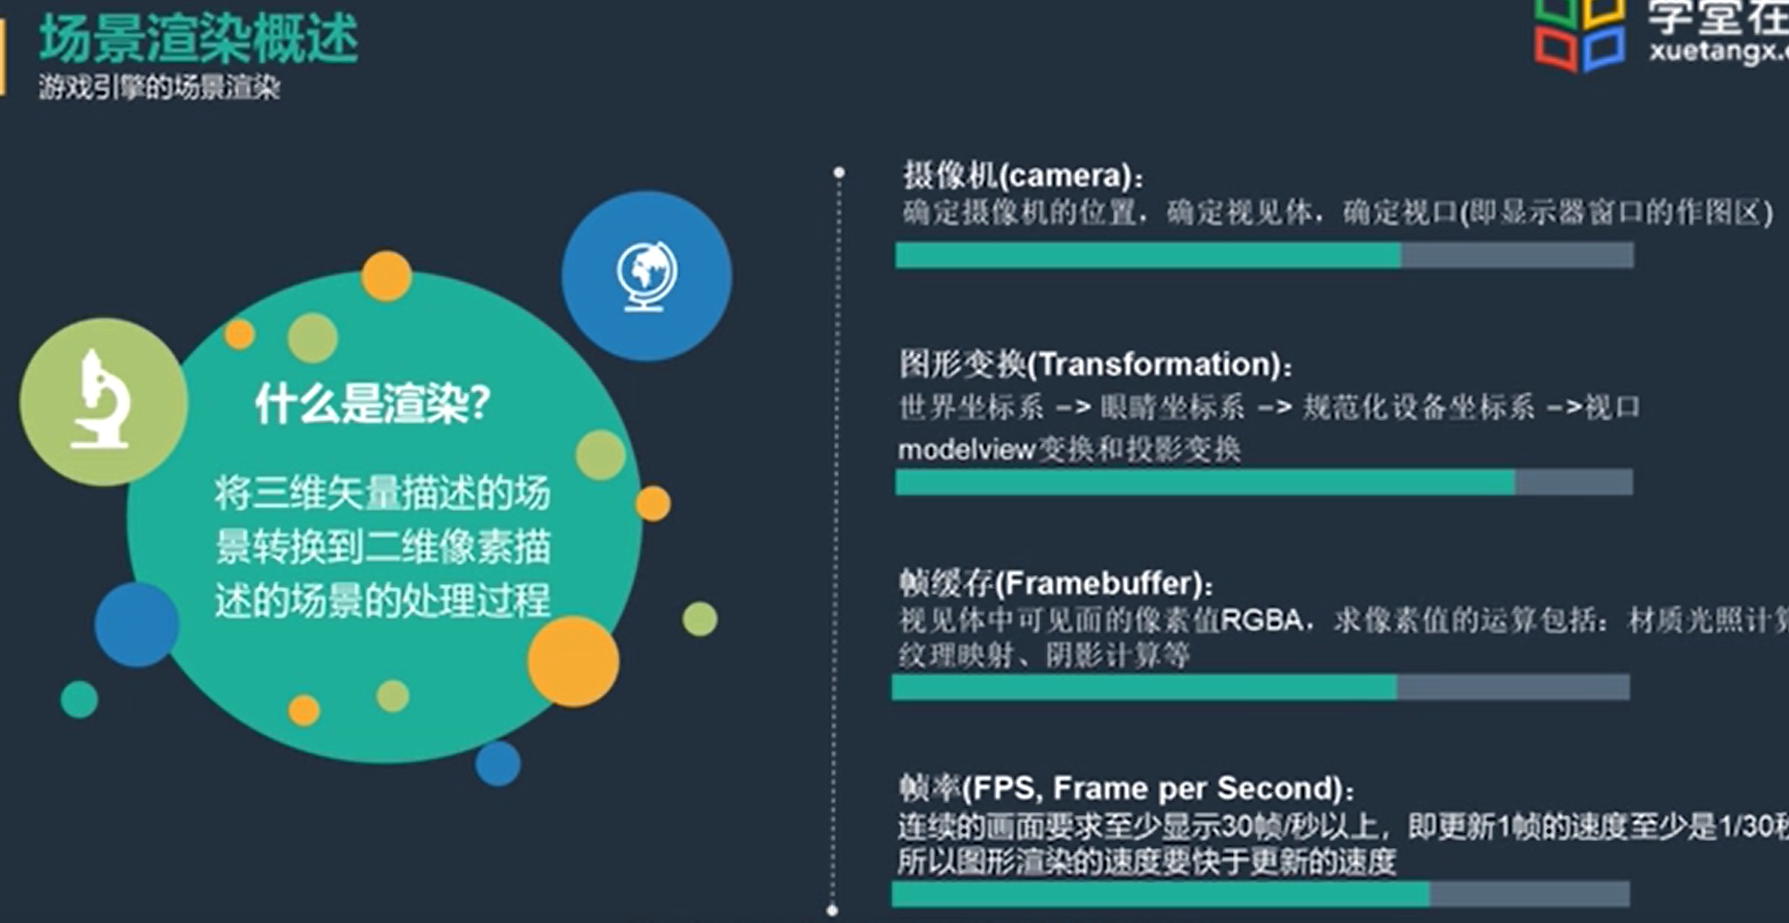 场景渲染概述
游戏引擎的场景渲染
学堂在
xuetangx.
什么是渲染?
将三维矢量描述的场
景转换到二维像素描
述的场景的处理过程
摄像机(camera):
确定摄像机的位置，确定视见体，确定视口(即显示器窗口的作图区)
图形变换(Transformation):
世界坐标系 -> 眼睛坐标系 -> 规范化设备坐标系 ->视口
modelview变换和投影变换
帧缓存(Framebuffer):
视见体中可见面的像素值RGBA，求像素值的运算包括：材质光照计算
纹理映射、阴影计算等
帧率(FPS, Frame per Second):
连续的画面要求至少显示30帧/秒以上，即更新1帧的速度至少是1/30秒
所以图形渲染的速度要快于更新的速度